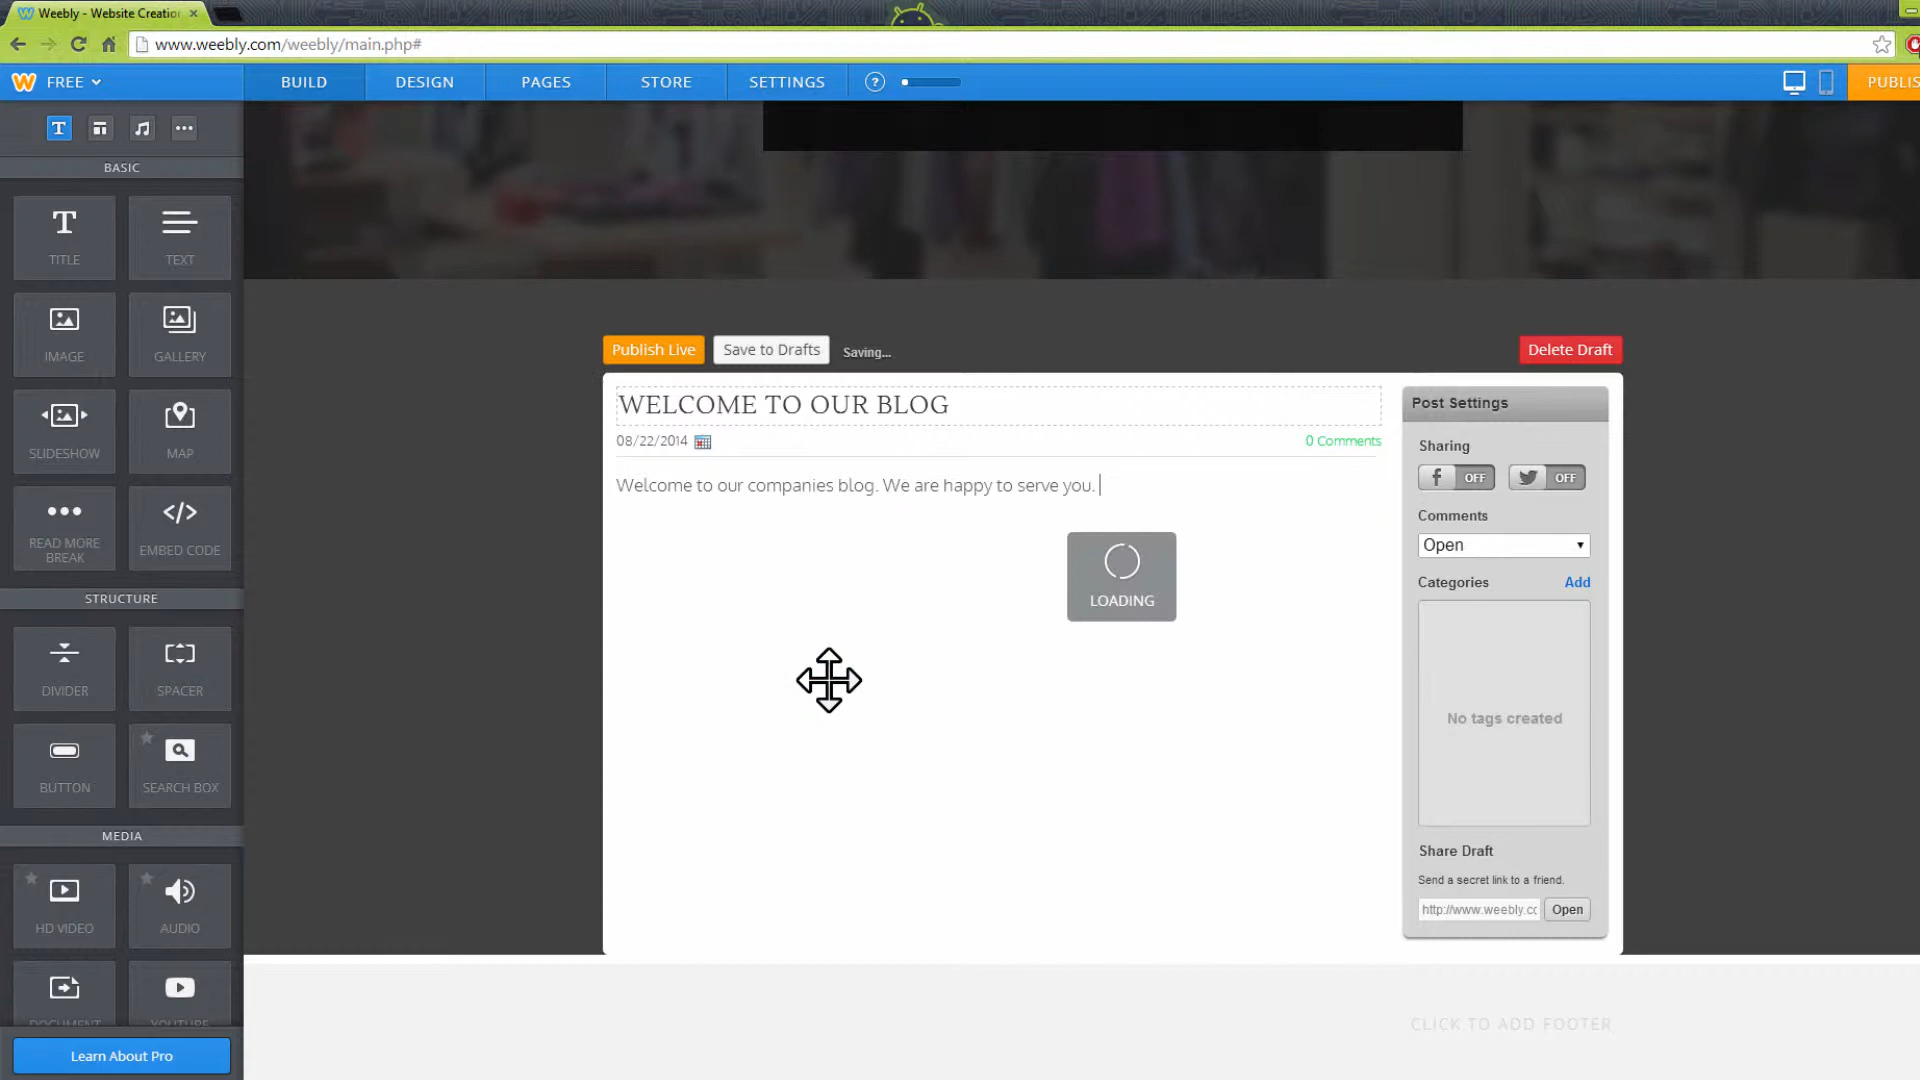 Weebly - Website Creation
www.weebly.com/weebly/main.php#
FREE
BUILD
DESIGN
PAGES
STORE
SETTINGS
?
PUBLIS
BASIC
TITLE
TEXT
IMAGE
GALLERY
SLIDESHOW
MAP
READ MORE
BREAK
EMBED CODE
STRUCTURE
DIVIDER
SPACER
BUTTON
SEARCH BOX
MEDIA
HD VIDEO
AUDIO
DOCUMENT
YOUTUBE
Learn About Pro
Publish Live
Save to Drafts
Saving...
Delete Draft
WELCOME TO OUR BLOG
08/22/2014
0 Comments
Welcome to our companies blog. We are happy to serve you.
LOADING
Post Settings
Sharing
OFF
OFF
Comments
Open
Categories
Add
No tags created
Share Draft
Send a secret link to a friend.
http://www.weebly.cc
Open
CLICK TO ADD FOOTER